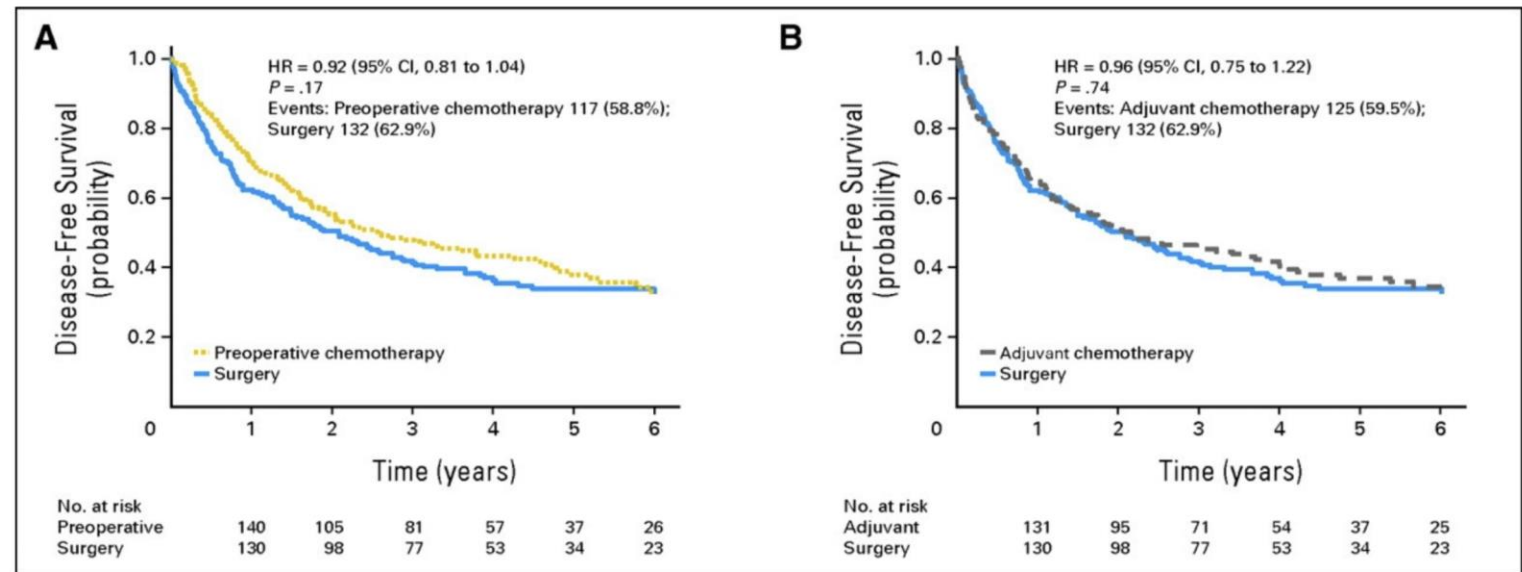 A
HR = 0.92 (95% CI, 0.81 to 1.04)
P = .17
Events: Preoperative chemotherapy 117 (58.8%);
Surgery 132 (62.9%)
Disease-Free Survival
(probability)
1.0
0.8
0.6
0.4
0.2
Preoperative chemotherapy
Surgery
0 1 2 3 4 5 6
Time (years)
No. at risk
Preoperative 140 105 81 57 37 26
Surgery 130 98 77 53 34 23
B
HR = 0.96 (95% CI, 0.75 to 1.22)
P = .74
Events: Adjuvant chemotherapy 125 (59.5%);
Surgery 132 (62.9%)
Disease-Free Survival
(probability)
1.0
0.8
0.6
0.4
0.2
Adjuvant chemotherapy
Surgery
0 1 2 3 4 5 6
Time (years)
No. at risk
Adjuvant 131 95 71 54 37 25
Surgery 130 98 77 53 34 23